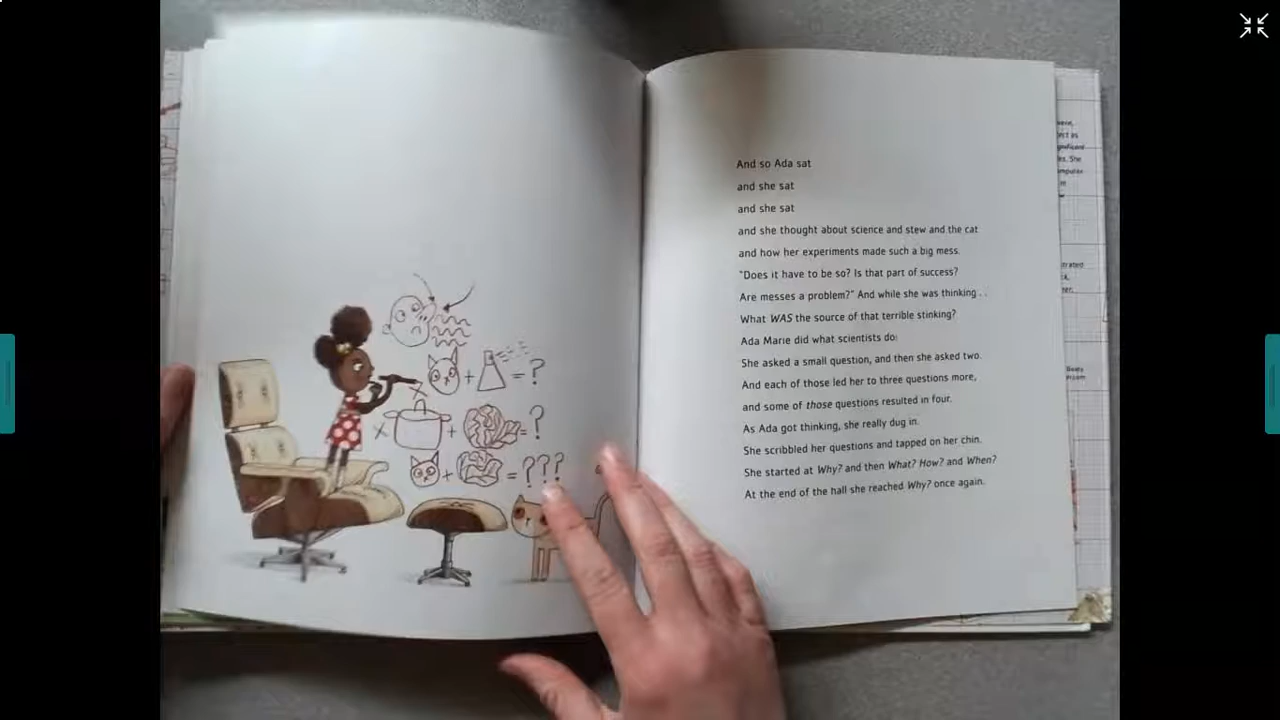 x
+
= ?
x
+
= ?
+
= ???
And so Ada sat
and she sat
and she sat
and she thought about science and stew and the cat
and how her experiments made such a big mess.
"Does it have to be so? Is that part of success?
Are messes a problem?" And while she was thinking . .
What WAS the source of that terrible stinking?
Ada Marie did what scientists do:
She asked a small question, and then she asked two.
And each of those led her to three questions more,
and some of those questions resulted in four.
As Ada got thinking, she really dug in.
She scribbled her questions and tapped on her chin.
She started at Why? and then What? How? and When?
At the end of the hall she reached Why? once again.